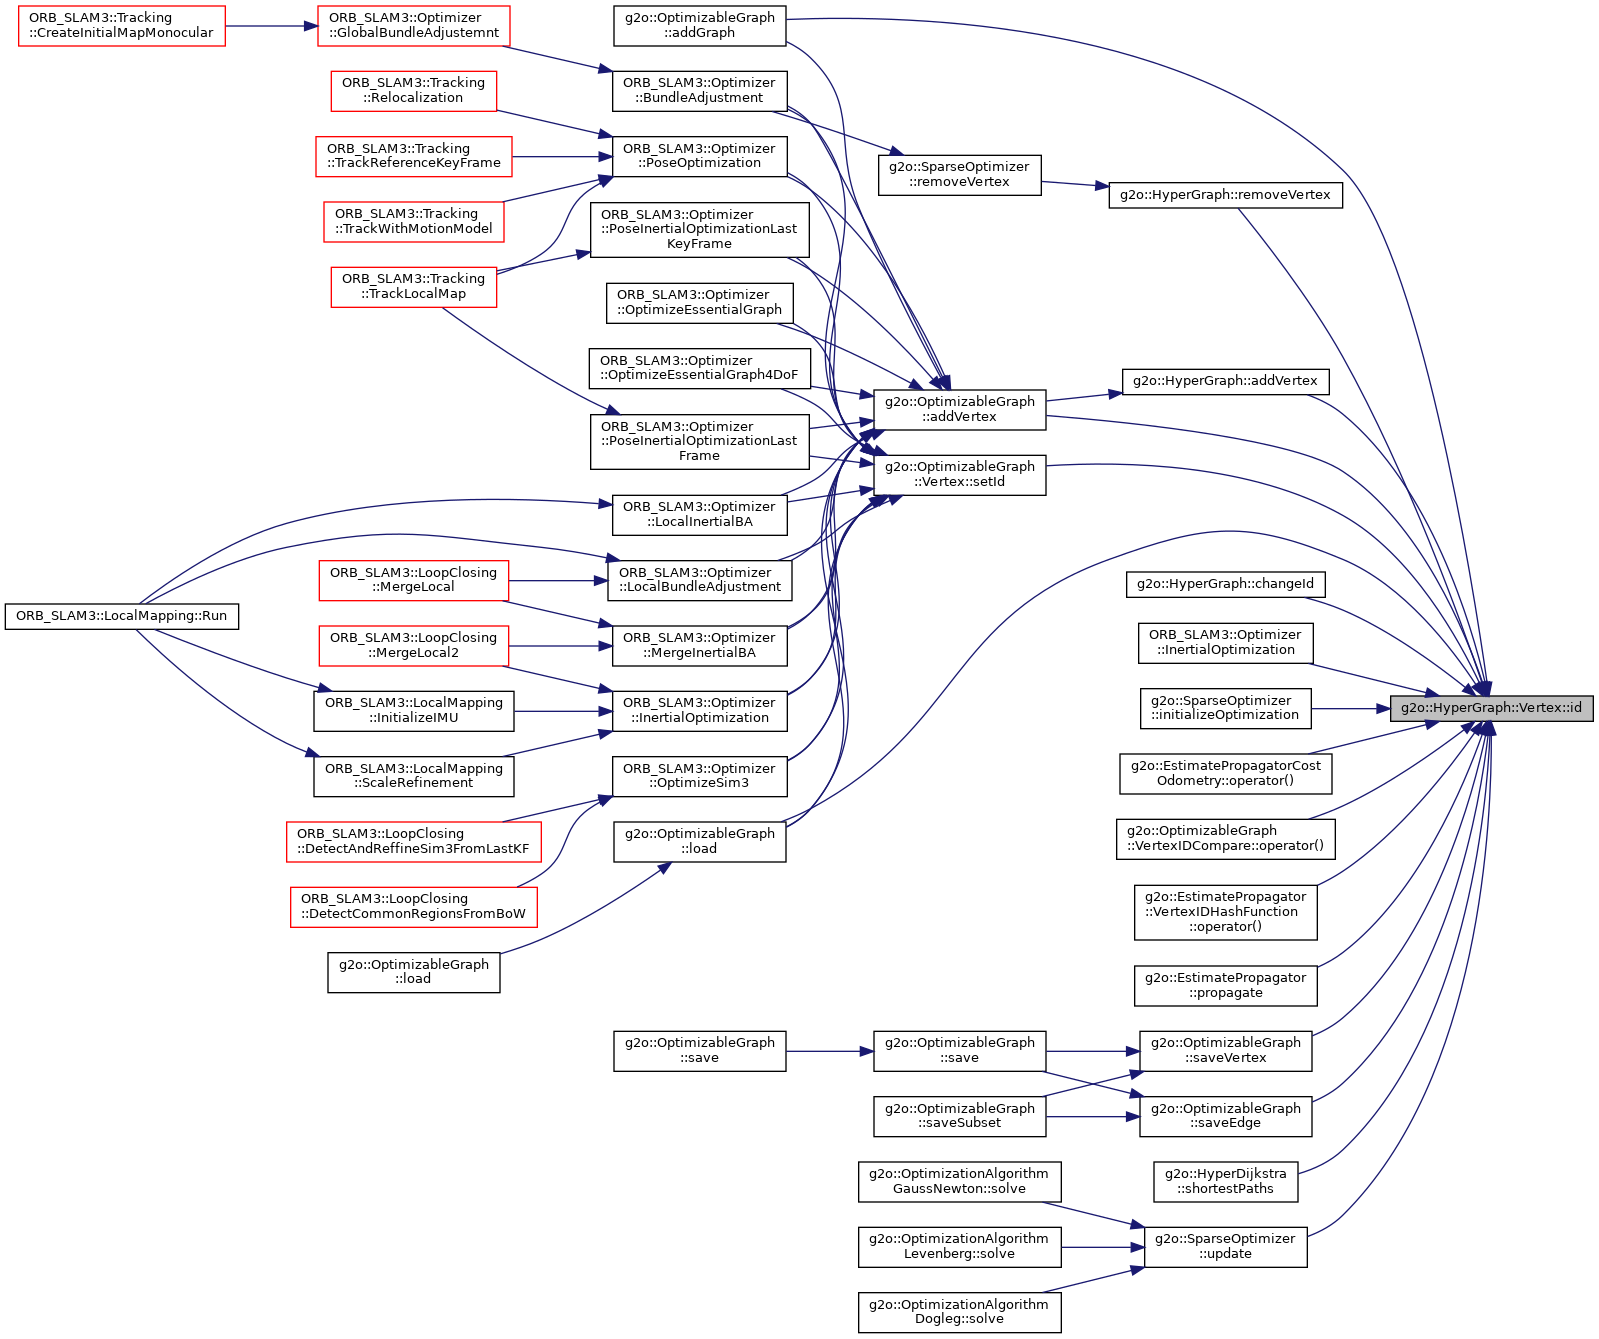 ORB_SLAM3::Tracking
::CreateInitialMapMonocular
ORB_SLAM3::Optimizer
::GlobalBundleAdjustemnt
g2o::OptimizableGraph
::addGraph
ORB_SLAM3::Tracking
::Relocalization
ORB_SLAM3::Optimizer
::BundleAdjustment
ORB_SLAM3::Tracking
::TrackReferenceKeyFrame
ORB_SLAM3::Optimizer
::PoseOptimization
g2o::SparseOptimizer
::removeVertex
g2o::HyperGraph::removeVertex
ORB_SLAM3::Tracking
::TrackWithMotionModel
ORB_SLAM3::Optimizer
::PoseInertialOptimizationLast
KeyFrame
ORB_SLAM3::Tracking
::TrackLocalMap
ORB_SLAM3::Optimizer
::OptimizeEssentialGraph
ORB_SLAM3::Optimizer
::OptimizeEssentialGraph4DoF
g2o::OptimizableGraph
::addVertex
g2o::HyperGraph::addVertex
ORB_SLAM3::Optimizer
::PoseInertialOptimizationLast
Frame
g2o::OptimizableGraph
::Vertex::setId
ORB_SLAM3::Optimizer
::LocalInertialBA
ORB_SLAM3::LoopClosing
::MergeLocal
ORB_SLAM3::Optimizer
::LocalBundleAdjustment
g2o::HyperGraph::changeId
ORB_SLAM3::LocalMapping::Run
ORB_SLAM3::LoopClosing
::MergeLocal2
ORB_SLAM3::Optimizer
::MergeInertialBA
ORB_SLAM3::Optimizer
::InertialOptimization
ORB_SLAM3::LocalMapping
::InitializeIMU
ORB_SLAM3::Optimizer
::InertialOptimization
g2o::SparseOptimizer
::initializeOptimization
g2o::HyperGraph::Vertex::id
ORB_SLAM3::LocalMapping
::ScaleRefinement
ORB_SLAM3::Optimizer
::OptimizeSim3
g2o::EstimatePropagatorCost
Odometry::operator()
ORB_SLAM3::LoopClosing
::DetectAndReffineSim3FromLastKF
g2o::OptimizableGraph
::load
g2o::OptimizableGraph
::VertexIDCompare::operator()
ORB_SLAM3::LoopClosing
::DetectCommonRegionsFromBoW
g2o::EstimatePropagator
::VertexIDHashFunction
::operator()
g2o::OptimizableGraph
::load
g2o::EstimatePropagator
::propagate
g2o::OptimizableGraph
::save
g2o::OptimizableGraph
::save
g2o::OptimizableGraph
::saveVertex
g2o::OptimizableGraph
::saveSubset
g2o::OptimizableGraph
::saveEdge
g2o::OptimizationAlgorithm
GaussNewton::solve
g2o::HyperDijkstra
::shortestPaths
g2o::OptimizationAlgorithm
Levenberg::solve
g2o::SparseOptimizer
::update
g2o::OptimizationAlgorithm
Dogleg::solve